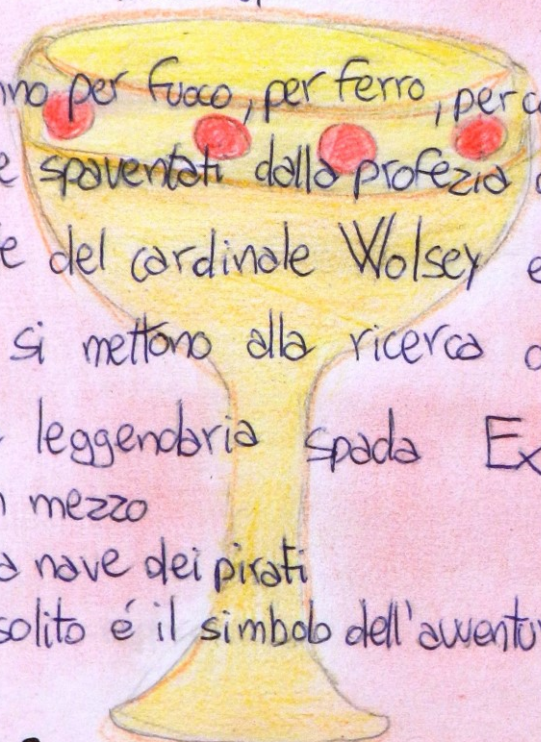 per fuoco, per ferro, per
spaventati dalla profezia
del cardinale Wolsey e
si mettono alla ricerca
leggendaria spada Ex
mezzo
nave dei pirati
solito é il simbolo dell'avventu